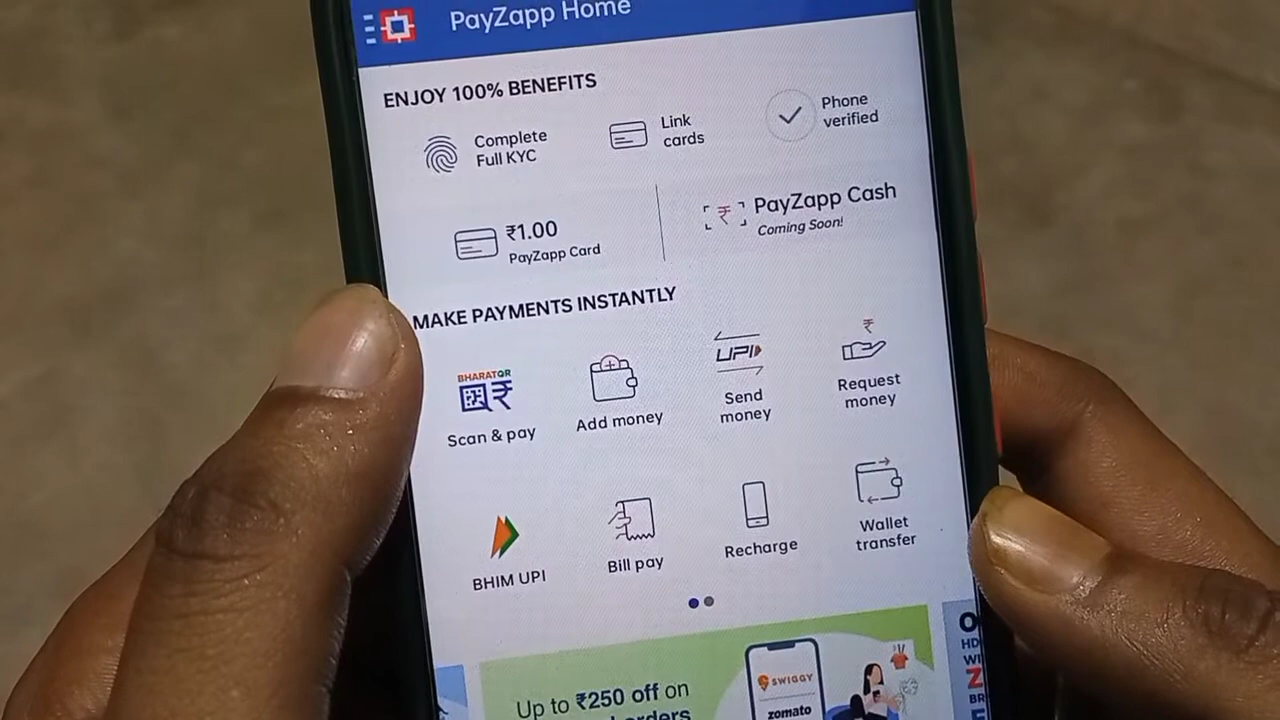 PayZapp Home
ENJOY 100% BENEFITS
Complete
Full KYC
Link
cards
Phone
verified
₹1.00
PayZapp Card
₹
PayZapp Cash
Coming Soon!
MAKE PAYMENTS INSTANTLY
BHARATQR
₹
Scan & pay
Add money
UPI
Send
money
₹
Request
money
BHIM UPI
Bill pay
Recharge
Wallet
transfer
Up to ₹250 off on
SWIGGY
zomato
HD